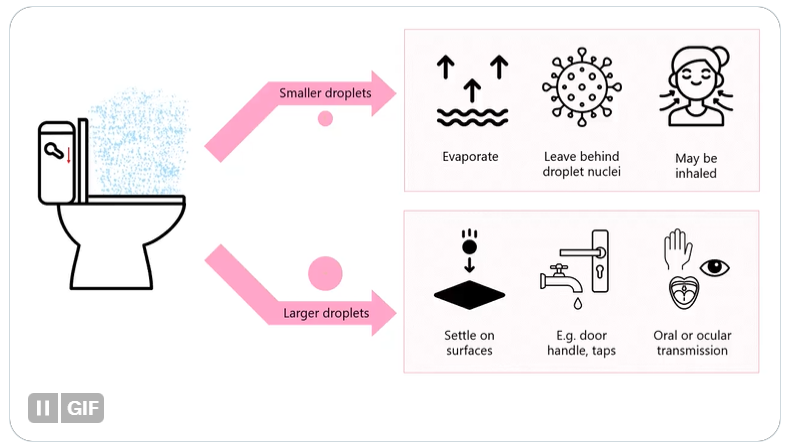 Smaller droplets
Evaporate
Leave behind
droplet nuclei
May be
inhaled
Larger droplets
Settle on
surfaces
E.g. door
handle, taps
Oral or ocular
transmission
GIF